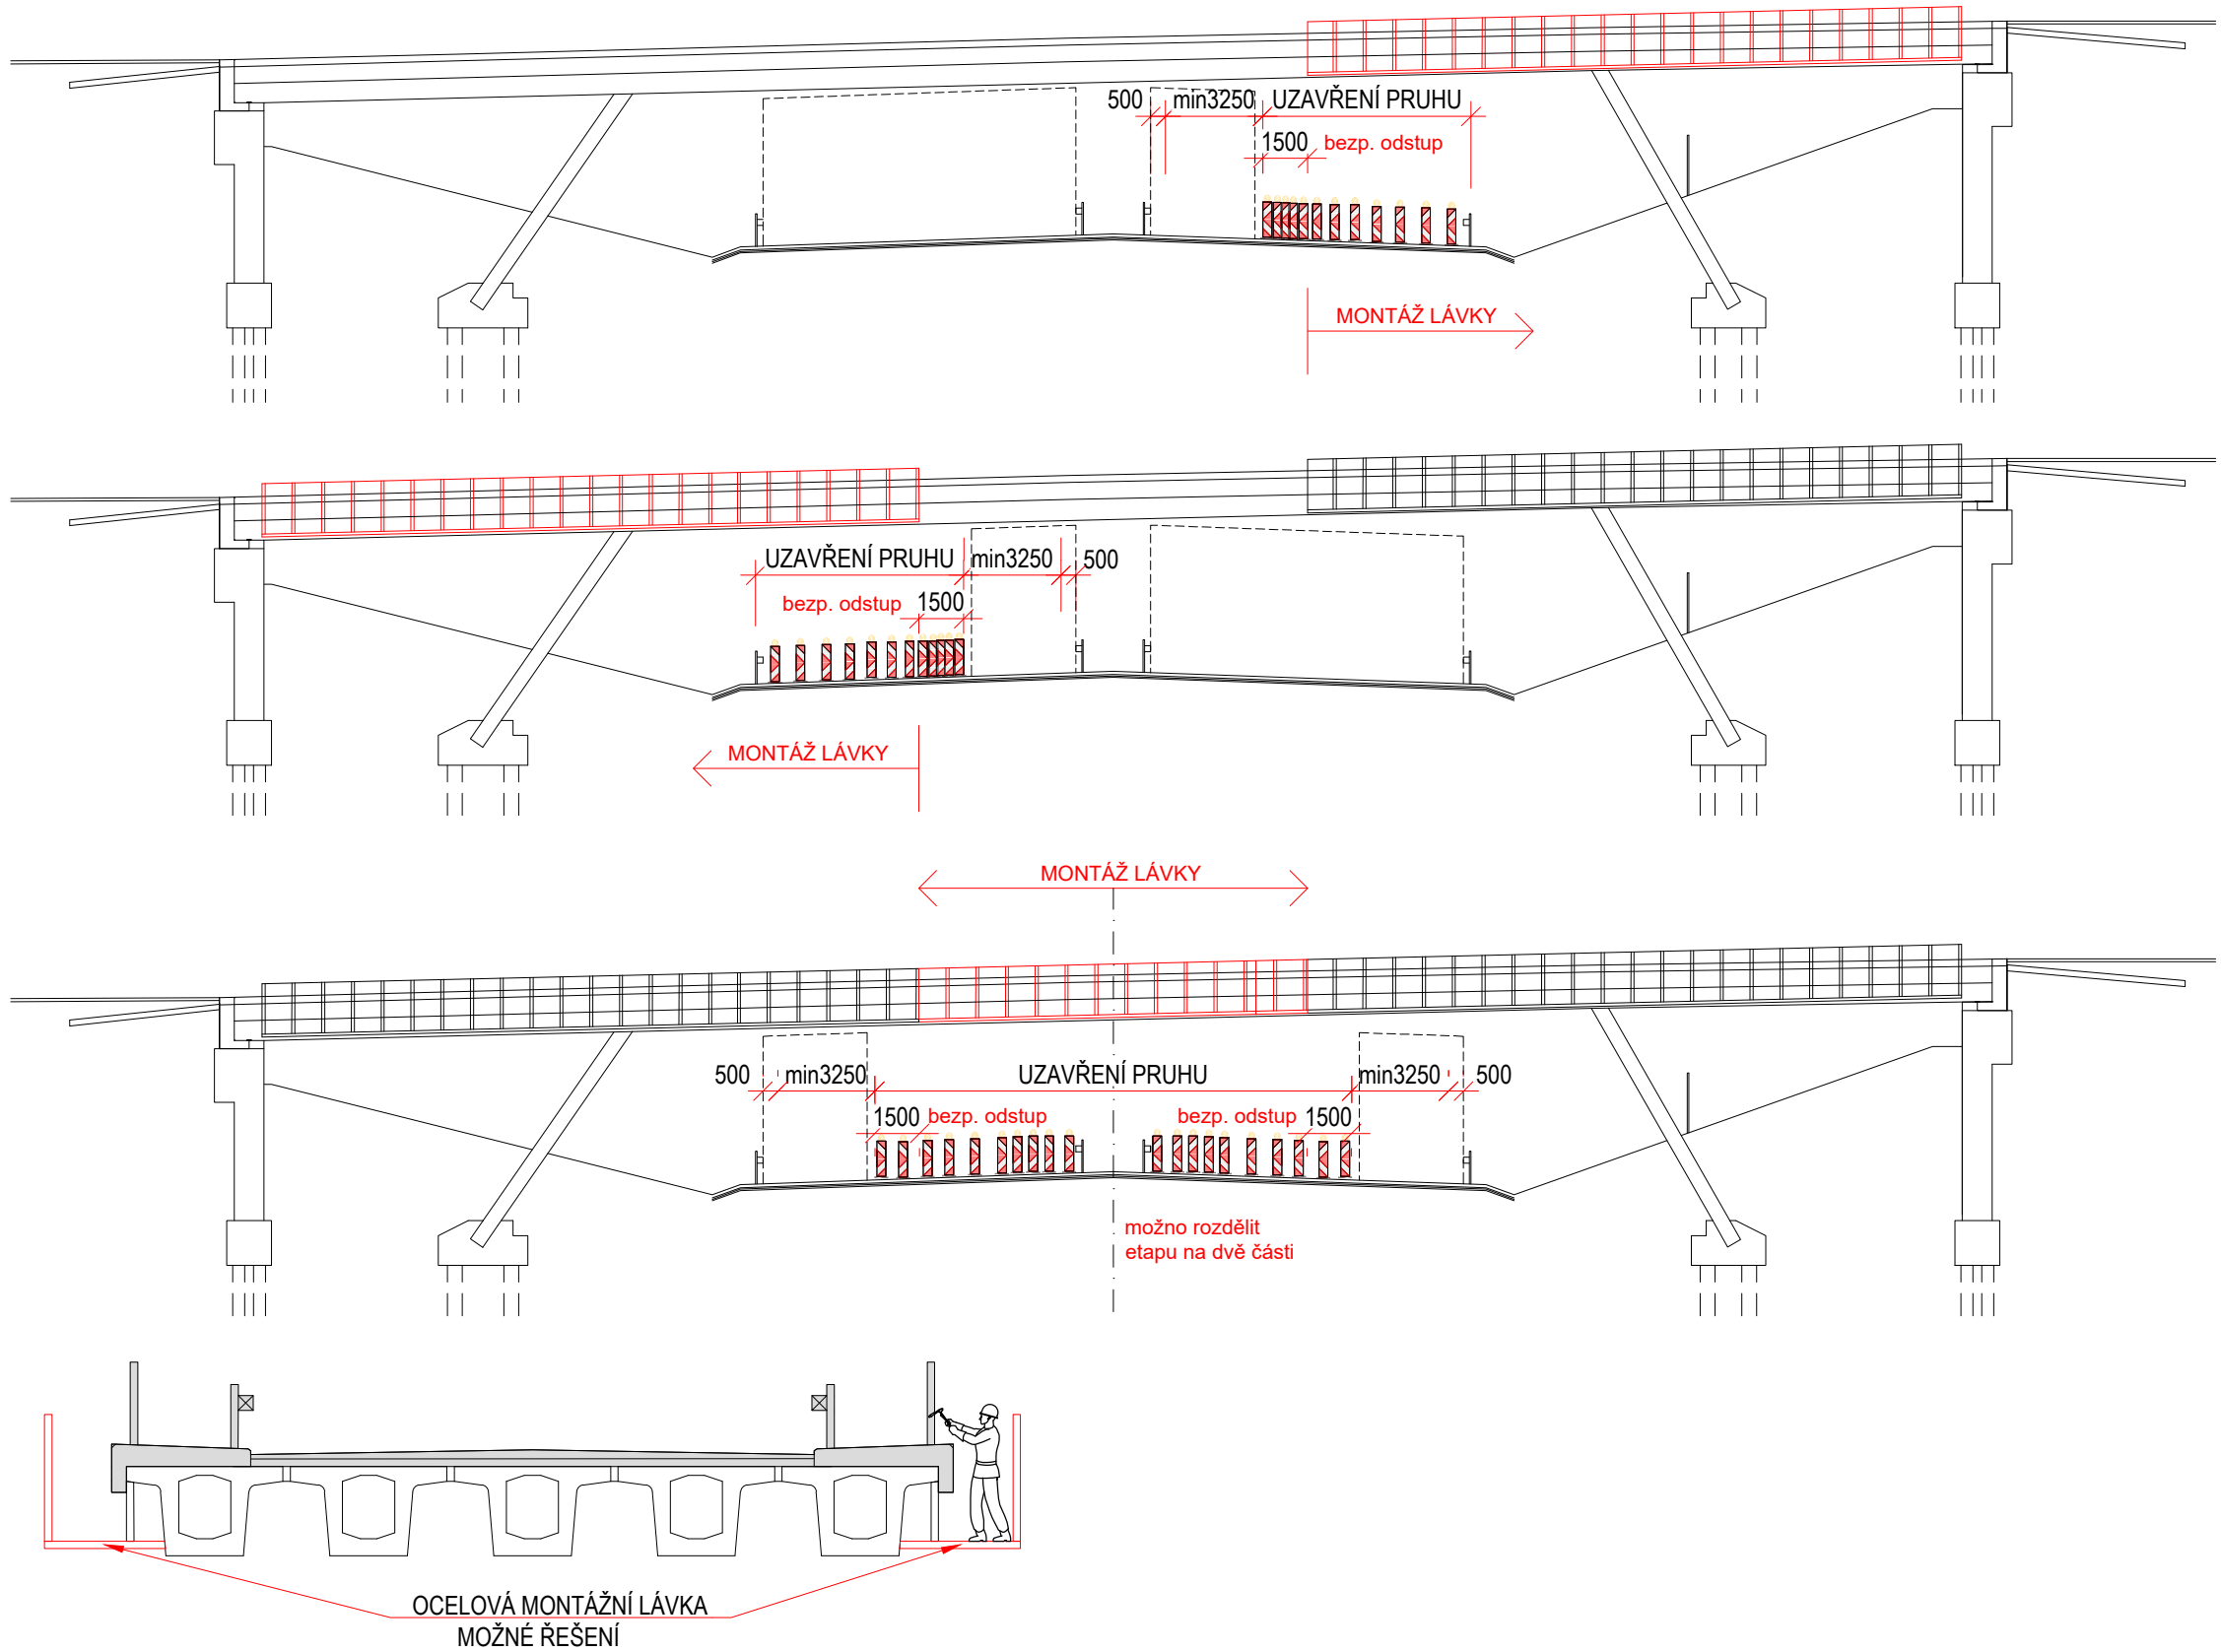 500 min3250 UZAVŘENÍ PRUHU
1500 bezp. odstup
MONTÁŽ LÁVKY
UZAVŘENÍ PRUHU min3250 500
bezp. odstup 1500
MONTÁŽ LÁVKY
MONTÁŽ LÁVKY
500 min3250 UZAVŘENÍ PRUHU min3250 500
1500 bezp. odstup bezp. odstup 1500
možno rozdělit
etapu na dvě části
OCELOVÁ MONTÁŽNÍ LÁVKA
MOŽNÉ ŘEŠENÍ